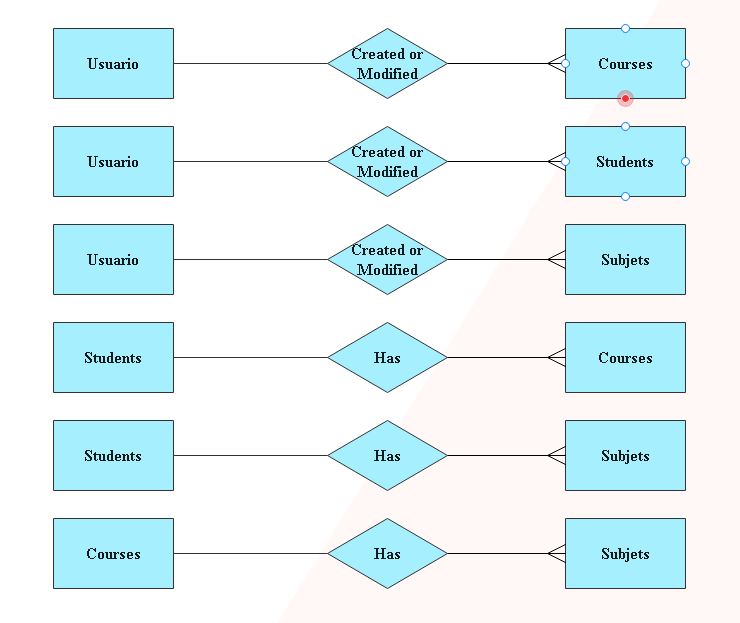 Usuario
Created or
Modified
Courses
Usuario
Created or
Modified
Students
Usuario
Created or
Modified
Subjets
Students
Has
Courses
Students
Has
Subjets
Courses
Has
Subjets